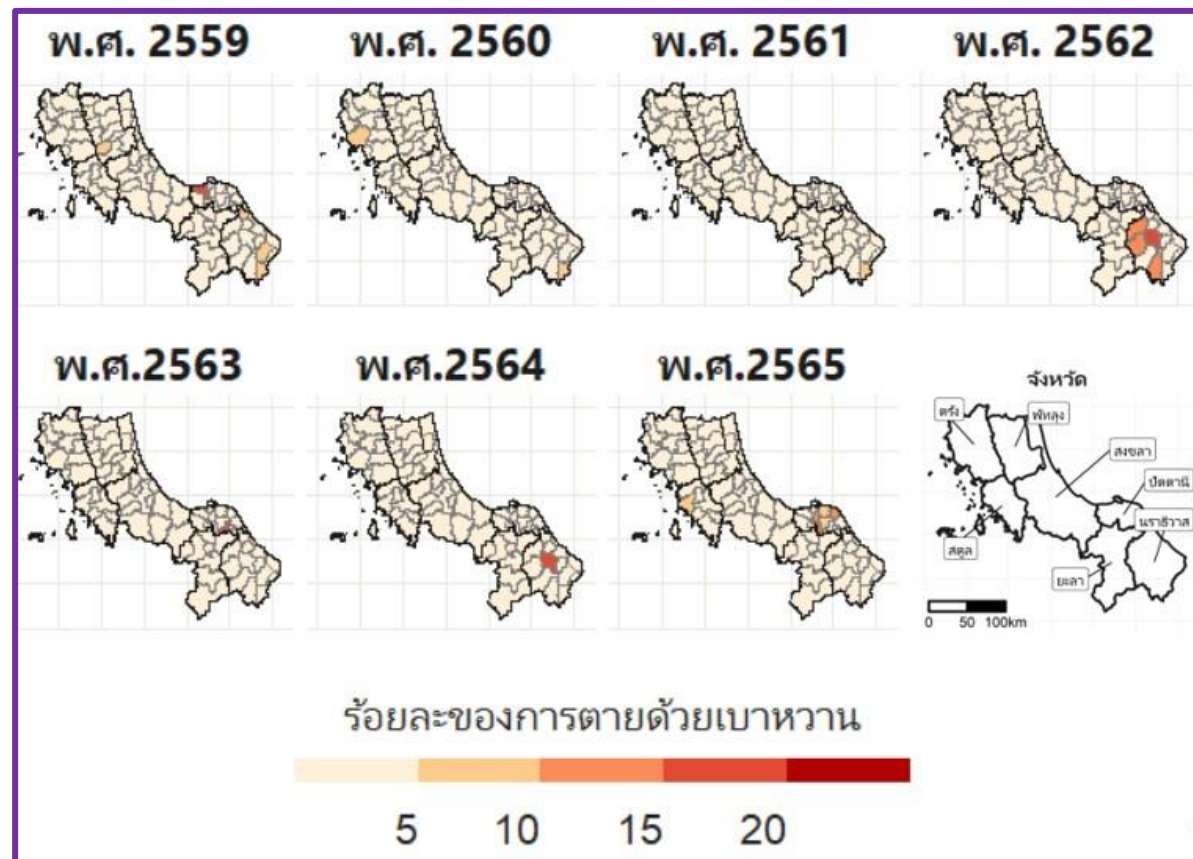 พ.ศ. 2559 พ.ศ. 2560 พ.ศ. 2561 พ.ศ. 2562
พ.ศ.2563 พ.ศ.2564 พ.ศ.2565
จังหวัด
ตรัง พัทลุง
สงขลา
ปัตตานี
นราธิวาส
สตูล
ยะลา
0 50 100km
ร้อยละของการตายด้วยเบาหวาน
5 10 15 20